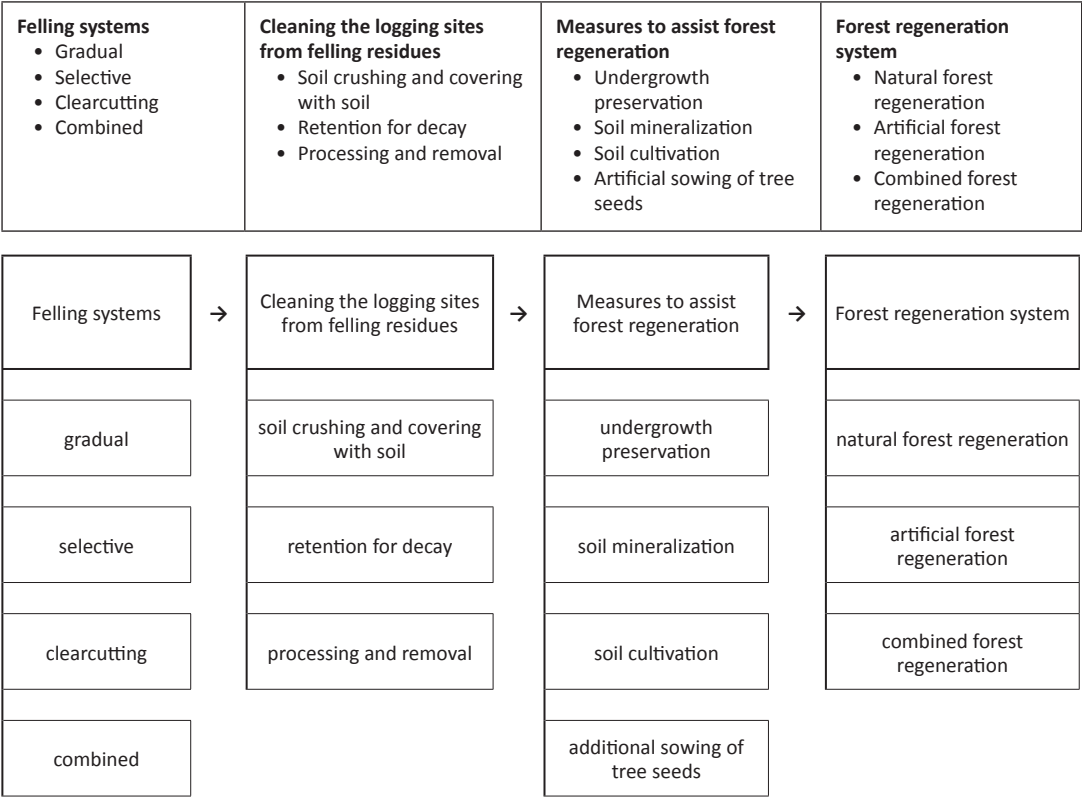 Felling systems
• Gradual
• Selective
• Clearcutting
• Combined
Cleaning the logging sites
from felling residues
• Soil crushing and covering
with soil
• Retention for decay
• Processing and removal
Measures to assist forest
regeneration
• Undergrowth
preservation
• Soil mineralization
• Soil cultivation
• Artificial sowing of tree
seeds
Forest regeneration
system
• Natural forest
regeneration
• Artificial forest
regeneration
• Combined forest
regeneration
Felling systems
→
Cleaning the logging sites
from felling residues
→
Measures to assist
forest regeneration
→
Forest regeneration system
gradual
soil crushing and covering
with soil
undergrowth
preservation
natural forest regeneration
selective
retention for decay
soil mineralization
artificial forest
regeneration
clearcutting
processing and removal
soil cultivation
combined forest
regeneration
combined
additional sowing of
tree seeds